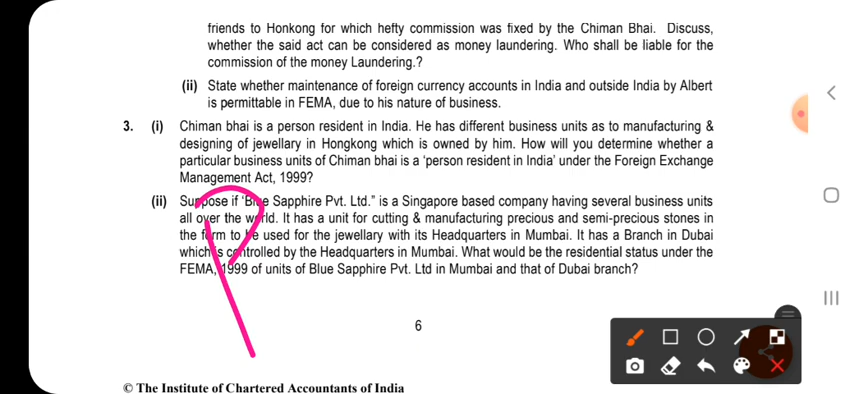 friends to Honkong for which hefty commission was fixed by the Chiman Bhai. Discuss,
whether the said act can be considered as money laundering. Who shall be liable for the
commission of the money Laundering.?
(ii) State whether maintenance of foreign currency accounts in India and outside India by Albert
is permittable in FEMA, due to his nature of business.
3. (i) Chiman bhai is a person resident in India. He has different business units as to manufacturing &
designing of jewellary in Hongkong which is owned by him. How will you determine whether a
particular business units of Chiman bhai is a ‘person resident in India’ under the Foreign Exchange
Management Act, 1999?
(ii) Suppose if ‘Blue Sapphire Pvt. Ltd.” is a Singapore based company having several business units
all over the world. It has a unit for cutting & manufacturing precious and semi-precious stones in
the form to be used for the jewellary with its Headquarters in Mumbai. It has a Branch in Dubai
which is controlled by the Headquarters in Mumbai. What would be the residential status under the
FEMA, 1999 of units of Blue Sapphire Pvt. Ltd in Mumbai and that of Dubai branch?
6
© The Institute of Chartered Accountants of India